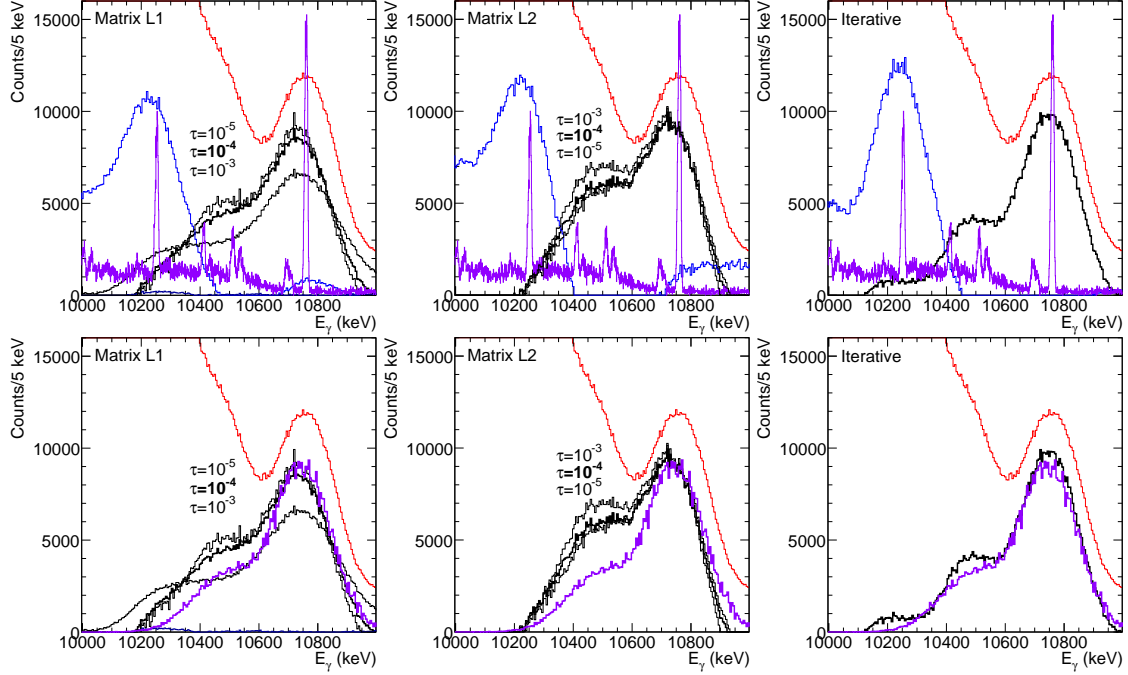 Matrix L1
Counts/5 keV
15000
10000
5000
0
τ=10-5
τ=10-4
τ=10-3
10000 10200 10400 10600 10800
Eγ (keV)
Matrix L2
Counts/5 keV
15000
10000
5000
0
τ=10-3
τ=10-4
τ=10-5
10000 10200 10400 10600 10800
Eγ (keV)
Iterative
Counts/5 keV
15000
10000
5000
0
10000 10200 10400 10600 10800
Eγ (keV)
Matrix L1
Counts/5 keV
15000
10000
5000
0
τ=10-5
τ=10-4
τ=10-3
10000 10200 10400 10600 10800
Eγ (keV)
Matrix L2
Counts/5 keV
15000
10000
5000
0
τ=10-3
τ=10-4
τ=10-5
10000 10200 10400 10600 10800
Eγ (keV)
Iterative
Counts/5 keV
15000
10000
5000
0
10000 10200 10400 10600 10800
Eγ (keV)